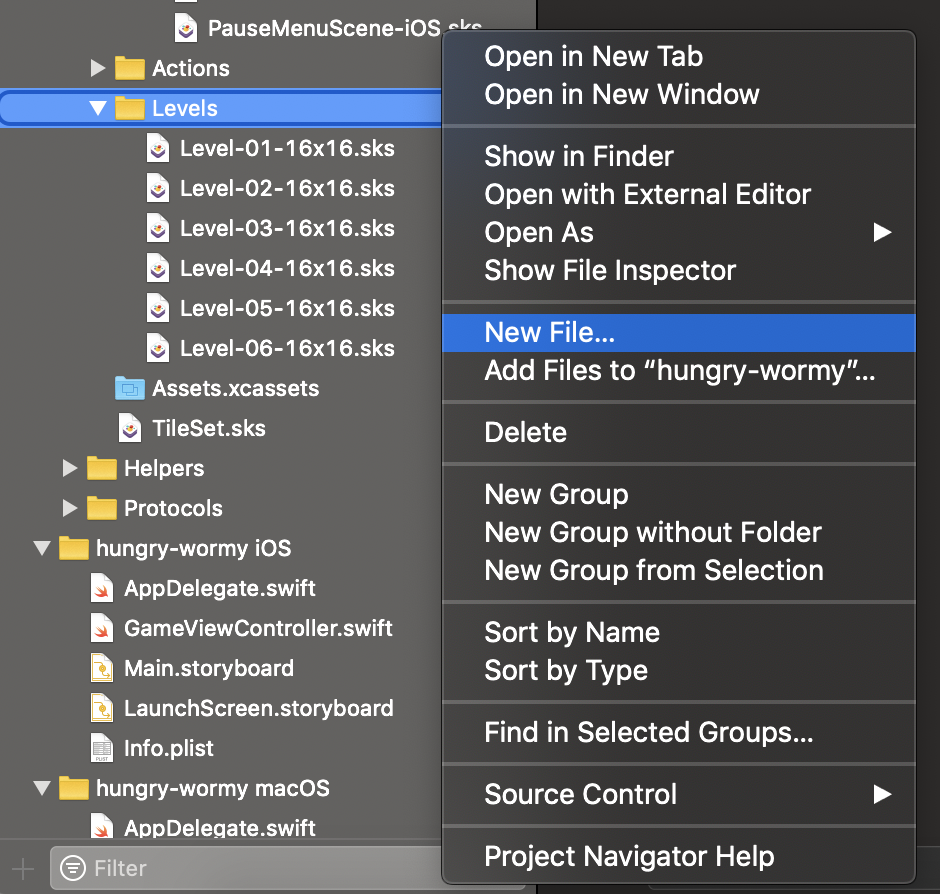 PauseMenuScene-iOS.sks
Actions
Levels
Level-01-16x16.sks
Level-02-16x16.sks
Level-03-16x16.sks
Level-04-16x16.sks
Level-05-16x16.sks
Level-06-16x16.sks
Assets.xcassets
TileSet.sks
Helpers
Protocols
hungry-wormy iOS
AppDelegate.swift
GameViewController.swift
Main.storyboard
LaunchScreen.storyboard
Info.plist
hungry-wormy macOS
AppDelegate.swift
Filter
Open in New Tab
Open in New Window
Show in Finder
Open with External Editor
Open As
Show File Inspector
New File...
Add Files to “hungry-wormy”...
Delete
New Group
New Group without Folder
New Group from Selection
Sort by Name
Sort by Type
Find in Selected Groups...
Source Control
Project Navigator Help